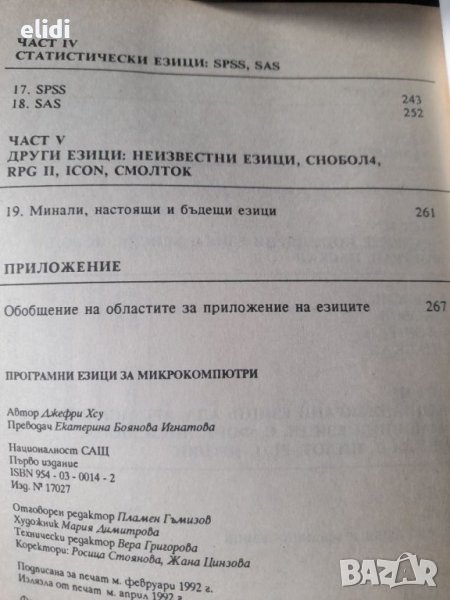 elidi
ЧАСТ IV
СТАТИСТИЧЕСКИ ЕЗИЦИ: SPSS, SAS
17. SPSS 243
18. SAS 252
ЧАСТ V
ДРУГИ ЕЗИЦИ: НЕИЗВЕСТНИ ЕЗИЦИ, СНОБОЛ4,
RPG II, ICON, СМОЛТОК
19. Минали, настоящи и бъдещи езици 261
ПРИЛОЖЕНИЕ
Обобщение на областите за приложение на езиците 267
ПРОГРАМНИ ЕЗИЦИ ЗА МИКРОКОМПЮТРИ
Автор Джефри Хсу
Преводач Екатерина Боянова Игнатова
Националност САЩ
Първо издание
ISBN 954 - 03 - 0014 - 2
Изд. № 17027
Отговорен редактор Пламен Гъмизов
Художник Мария Димитрова
Технически редактор Вера Григорова
Коректори: Росица Стоянова, Жана Цинзова
Подписана за печат м. февруари 1992 г.
Излязла от печат м. април 1992 г.
BAZAR
bg